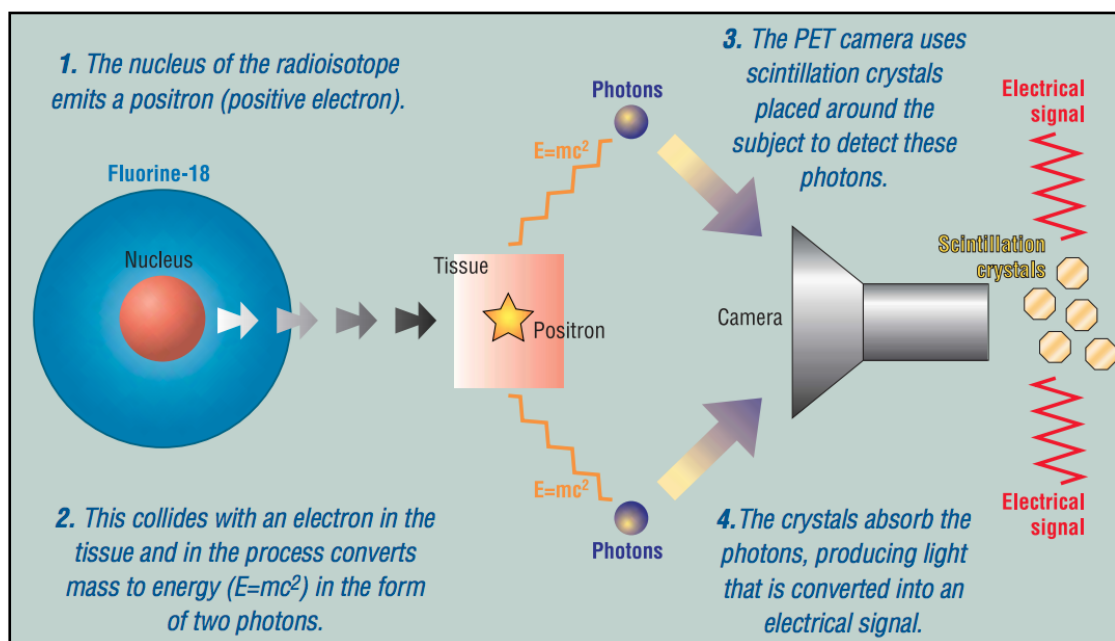 1. The nucleus of the radioisotope
emits a positron (positive electron).
Fluorine-18
Nucleus
Tissue
Positron
E=mc²
Photons
E=mc²
Photons
2. This collides with an electron in the
tissue and in the process converts
mass to energy (E=mc²) in the form
of two photons.
3. The PET camera uses
scintillation crystals
placed around the
subject to detect these
photons.
Camera
Electrical
signal
Scintillation
crystals
Electrical
signal
4. The crystals absorb the
photons, producing light
that is converted into an
electrical signal.